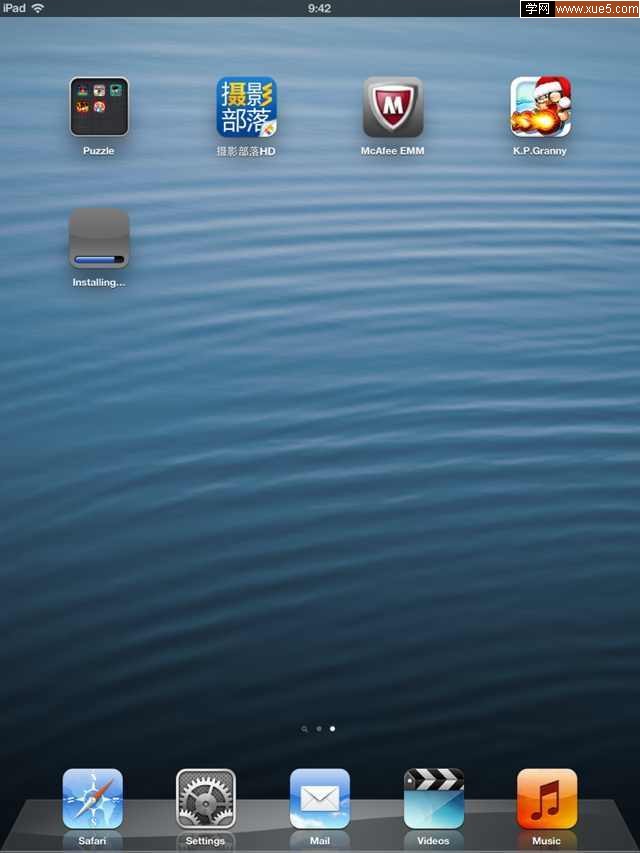 iPad
9:42
学网 www.xue5.com
摄影
部落
M
Puzzle
摄影部落HD
McAfee EMM
K.P.Granny
Installing...
Safari
Settings
Mail
Videos
Music